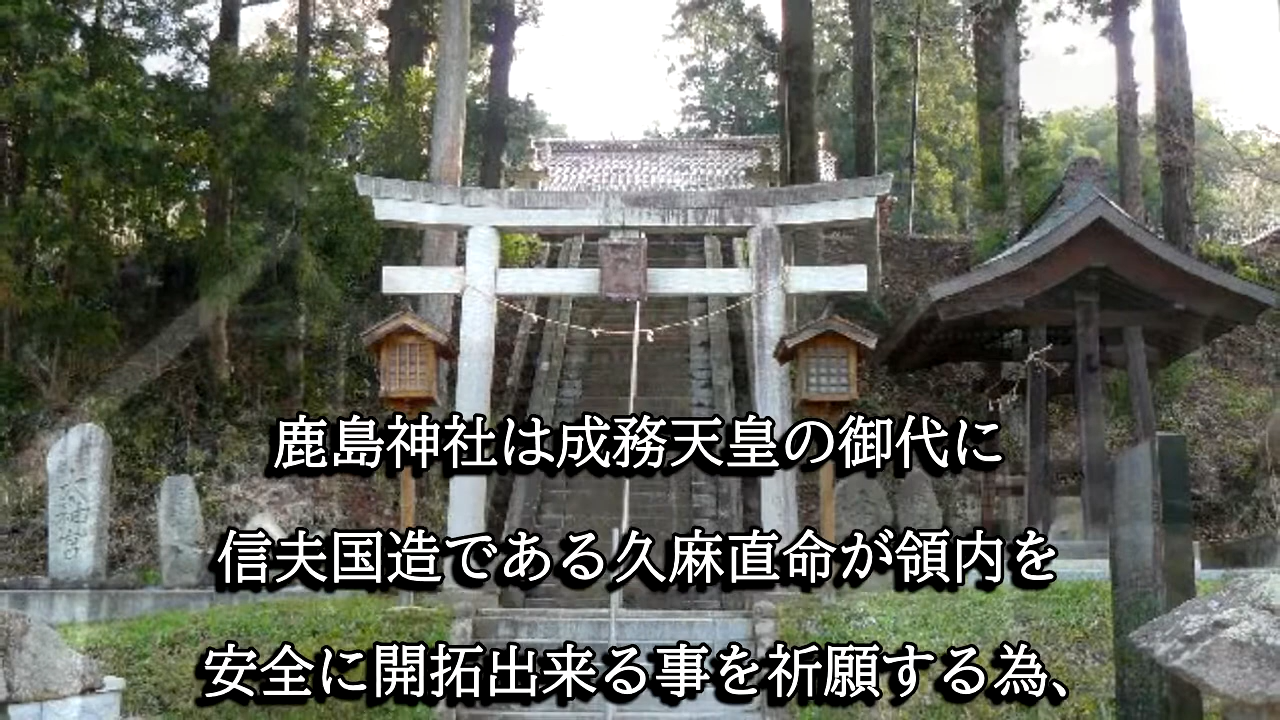 鹿島神社は成務天皇の御代に
信夫国造である久麻直命が領内を
安全に開拓出来る事を祈願する為、